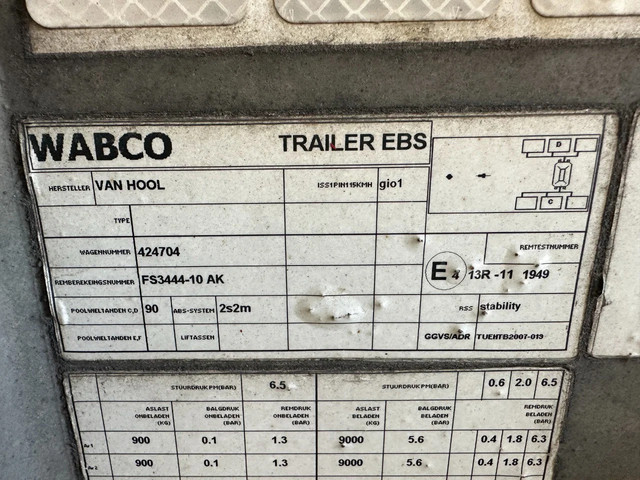 WABCO TRAILER EBS
HERSTELLER VAN HOOL ISS1PIN115KMH gio1
D
TYPE
C
WAGENNUMMER 424704 REMTESTNUMMER
REMBEREKEINGSNUMMER FS3444-10 AK E 4 13R -11 1949
POOLWIELTANDEN C,D 90 ABS-SYSTEM 2s2m RSS stability
POOLWIELTANDEN E,F LIFTASSEN GGVS/ADR TUEHTB2007-019
STUURDRUK PM(BAR) 6.5 STUURDRUK PM(BAR) 0.6 2.0 6.5
ASLAST BALGDRUK REMDRUK ASLAST BALGDRUK REMDRUK
ONBELADEN ONBELADEN ONBELADEN BELADEN BELADEN BELADEN
(KG) (BAR) (BAR) (KG) (BAR) (BAR)
Av1 900 0.1 1.3 9000 5.6 0.4 1.8 6.3
Av2 900 0.1 1.3 9000 5.6 0.4 1.8 6.3